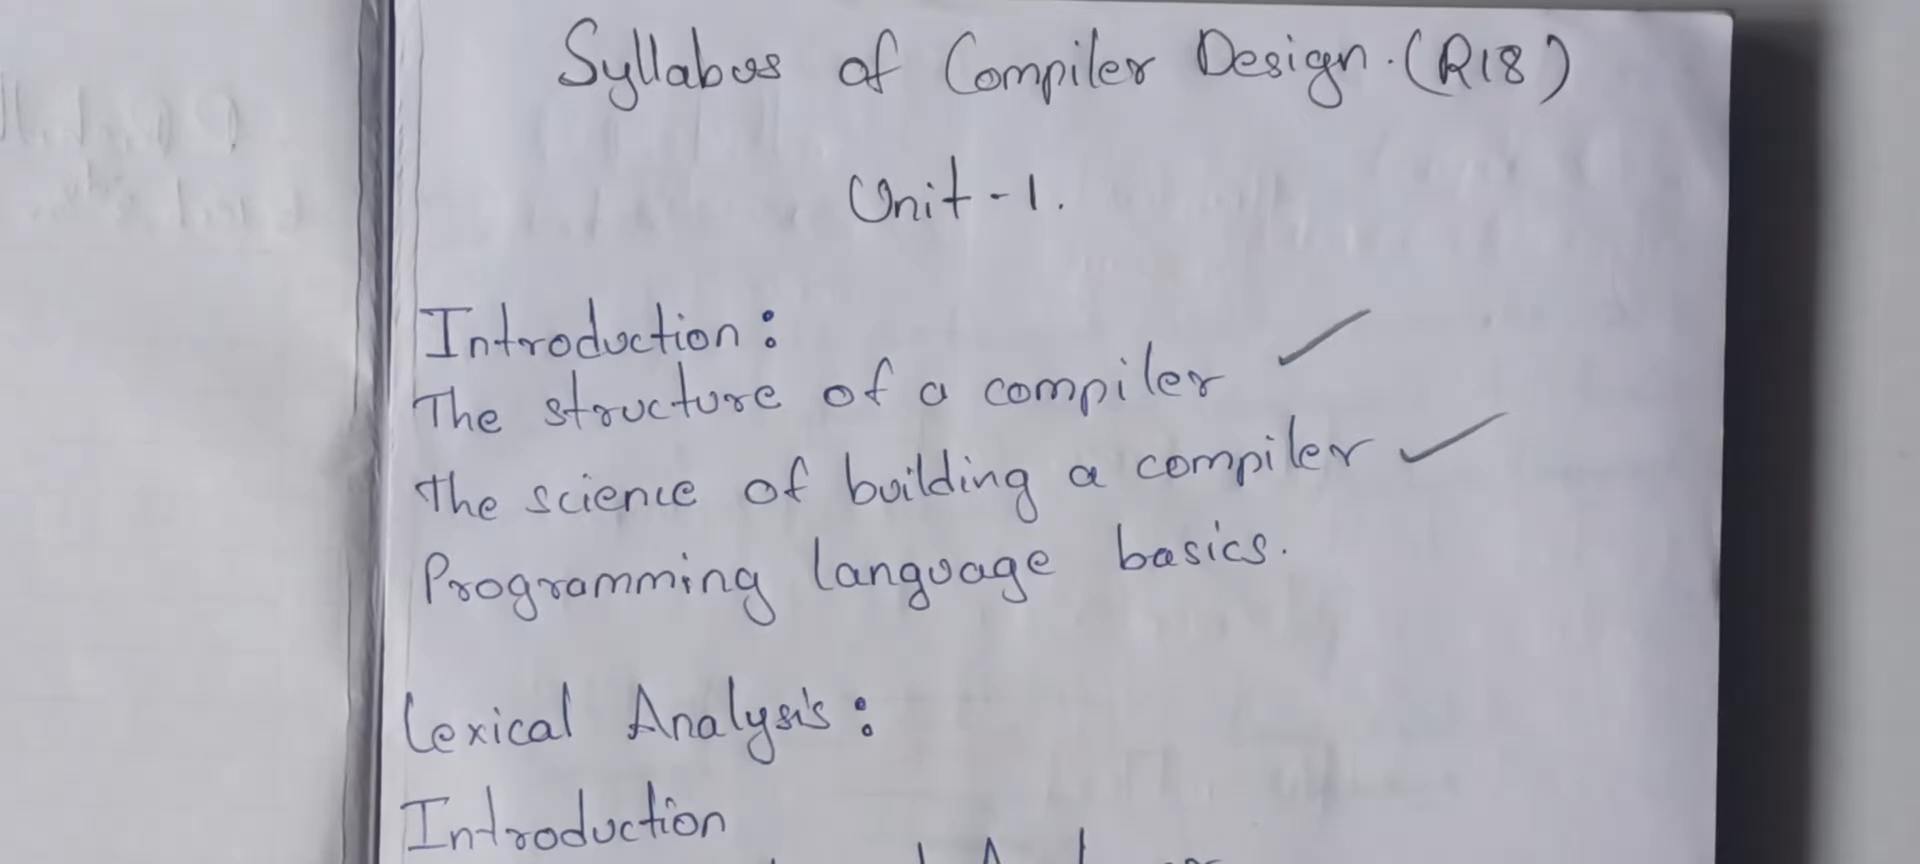 Syllabus of Compiler Design. (R18)
Unit - 1.
Introduction :
The structure of a compiler ✓
The science of building a compiler ✓
Programming language basics.
Lexical Analysis :
Introduction